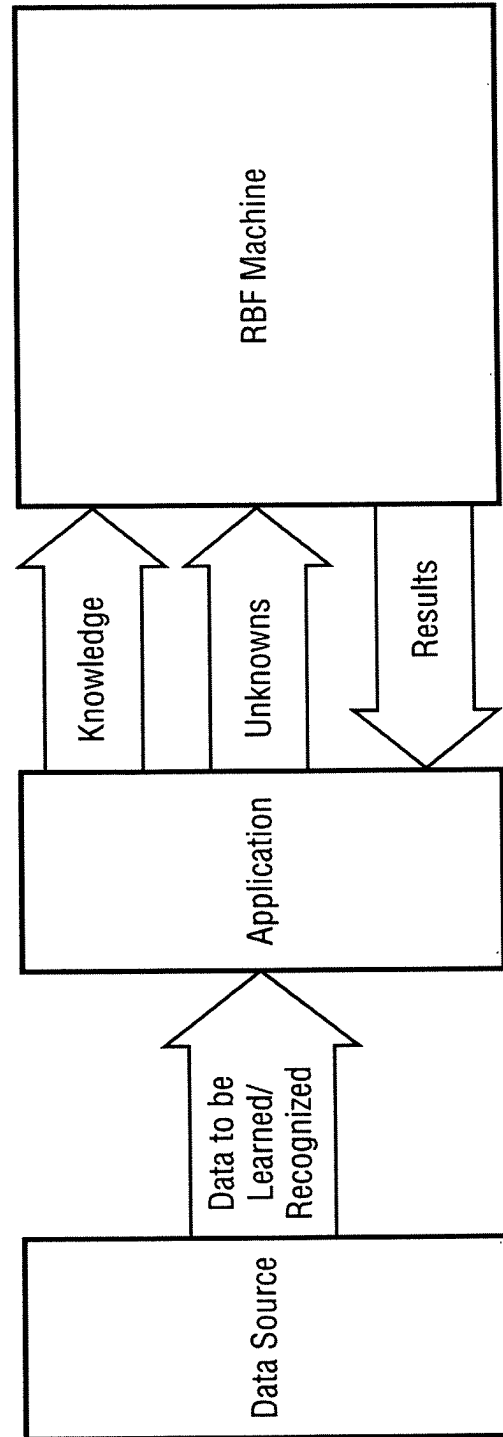 Data Source
Data to be
Learned/
Recognized
Application
Knowledge
Unknowns
Results
RBF Machine